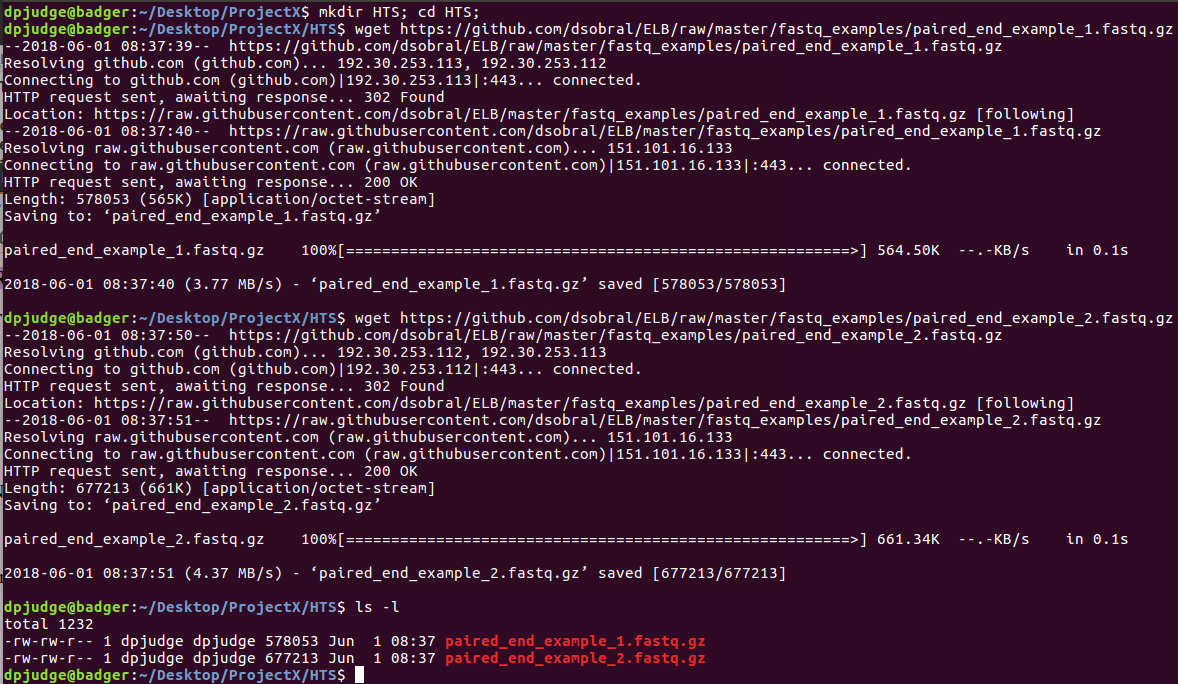 dpjudge@badger:~/Desktop/ProjectX$ mkdir HTS; cd HTS;
dpjudge@badger:~/Desktop/ProjectX/HTS$ wget https://github.com/dsobral/ELB/raw/master/fastq_examples/paired_end_example_1.fastq.gz
--2018-06-01 08:37:39--  https://github.com/dsobral/ELB/raw/master/fastq_examples/paired_end_example_1.fastq.gz
Resolving github.com (github.com)... 192.30.253.113, 192.30.253.112
Connecting to github.com (github.com)|192.30.253.113|:443... connected.
HTTP request sent, awaiting response... 302 Found
Location: https://raw.githubusercontent.com/dsobral/ELB/master/fastq_examples/paired_end_example_1.fastq.gz [following]
--2018-06-01 08:37:40--  https://raw.githubusercontent.com/dsobral/ELB/master/fastq_examples/paired_end_example_1.fastq.gz
Resolving raw.githubusercontent.com (raw.githubusercontent.com)... 151.101.16.133
Connecting to raw.githubusercontent.com (raw.githubusercontent.com)|151.101.16.133|:443... connected.
HTTP request sent, awaiting response... 200 OK
Length: 578053 (565K) [application/octet-stream]
Saving to: ‘paired_end_example_1.fastq.gz’
paired_end_example_1.fastq.gz    100%[========================================================>] 564.50K  --.-KB/s    in 0.1s
2018-06-01 08:37:40 (3.77 MB/s) - ‘paired_end_example_1.fastq.gz’ saved [578053/578053]
dpjudge@badger:~/Desktop/ProjectX/HTS$ wget https://github.com/dsobral/ELB/raw/master/fastq_examples/paired_end_example_2.fastq.gz
--2018-06-01 08:37:50--  https://github.com/dsobral/ELB/raw/master/fastq_examples/paired_end_example_2.fastq.gz
Resolving github.com (github.com)... 192.30.253.112, 192.30.253.113
Connecting to github.com (github.com)|192.30.253.112|:443... connected.
HTTP request sent, awaiting response... 302 Found
Location: https://raw.githubusercontent.com/dsobral/ELB/master/fastq_examples/paired_end_example_2.fastq.gz [following]
--2018-06-01 08:37:51--  https://raw.githubusercontent.com/dsobral/ELB/master/fastq_examples/paired_end_example_2.fastq.gz
Resolving raw.githubusercontent.com (raw.githubusercontent.com)... 151.101.16.133
Connecting to raw.githubusercontent.com (raw.githubusercontent.com)|151.101.16.133|:443... connected.
HTTP request sent, awaiting response... 200 OK
Length: 677213 (661K) [application/octet-stream]
Saving to: ‘paired_end_example_2.fastq.gz’
paired_end_example_2.fastq.gz    100%[========================================================>] 661.34K  --.-KB/s    in 0.1s
2018-06-01 08:37:51 (4.37 MB/s) - ‘paired_end_example_2.fastq.gz’ saved [677213/677213]
dpjudge@badger:~/Desktop/ProjectX/HTS$ ls -l
total 1232
-rw-rw-r-- 1 dpjudge dpjudge 578053 Jun  1 08:37 paired_end_example_1.fastq.gz
-rw-rw-r-- 1 dpjudge dpjudge 677213 Jun  1 08:37 paired_end_example_2.fastq.gz
dpjudge@badger:~/Desktop/ProjectX/HTS$